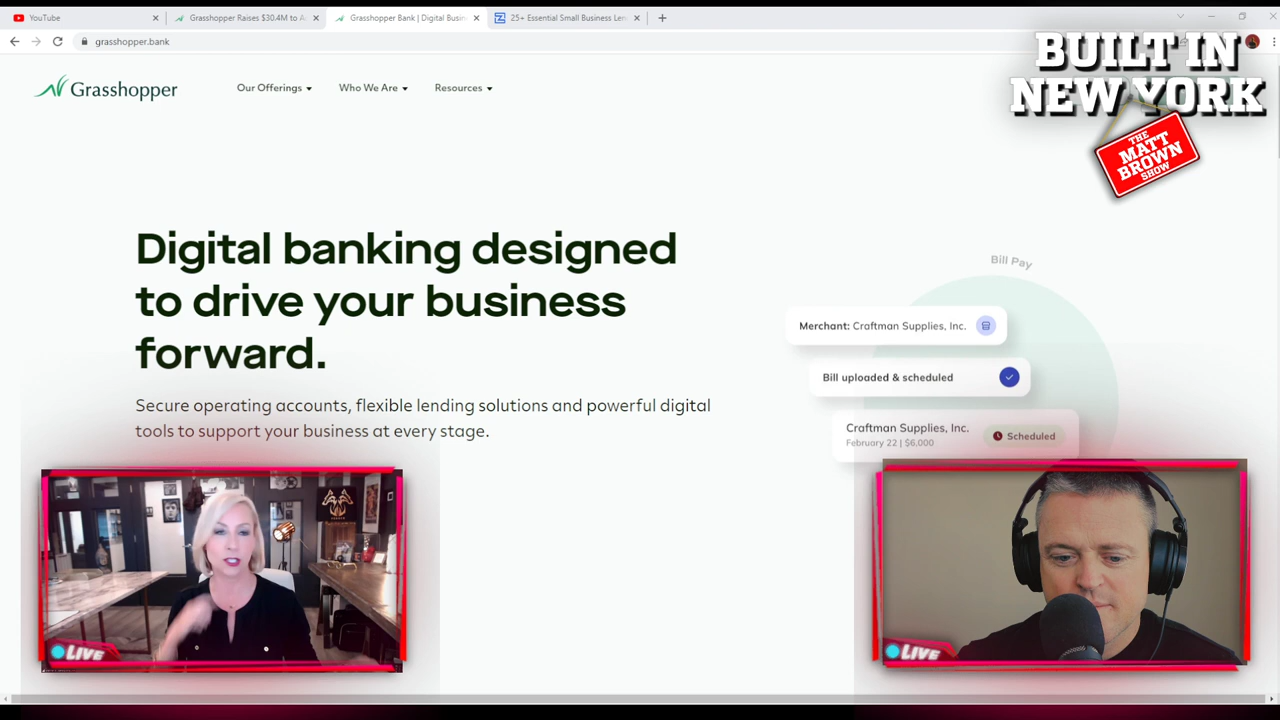 YouTube
Grasshopper Raises $30.4M to Ac
Grasshopper Bank | Digital Busin
25+ Essential Small Business Len
grasshopper.bank
BUILT IN
NEW YORK
THE
MATT
BROWN
SHOW
Grasshopper
Our Offerings
Who We Are
Resources
Digital banking designed
to drive your business
forward.
Secure operating accounts, flexible lending solutions and powerful digital
tools to support your business at every stage.
Bill Pay
Merchant: Craftman Supplies, Inc.
Bill uploaded & scheduled
Craftman Supplies, Inc.
February 22 | $6,000
Scheduled
LIVE
LIVE